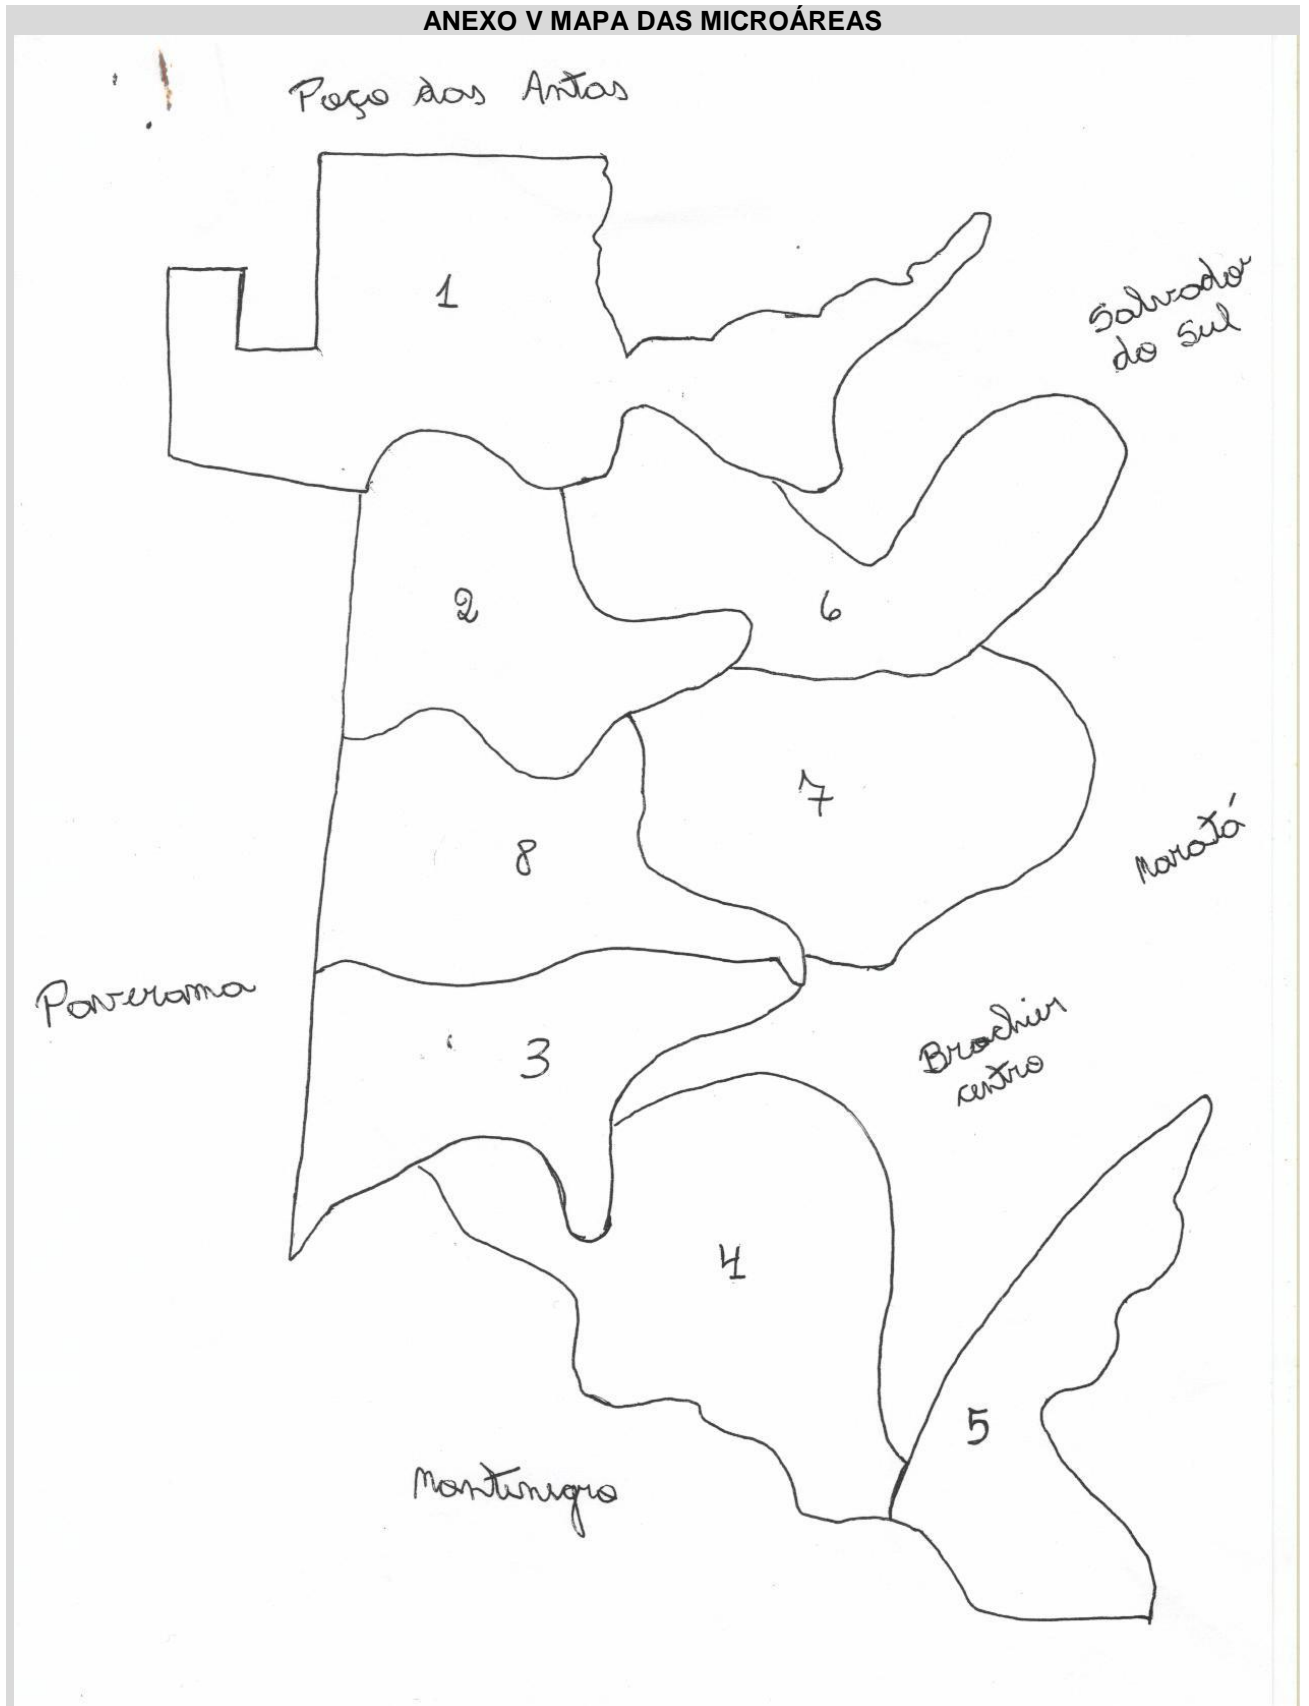 ANEXO V MAPA DAS MICROÁREAS
Poço das Antas
1
Salvador
do Sul
2
6
7
8
Maratá
Paverama
3
Brochier
centro
4
5
Montenegro